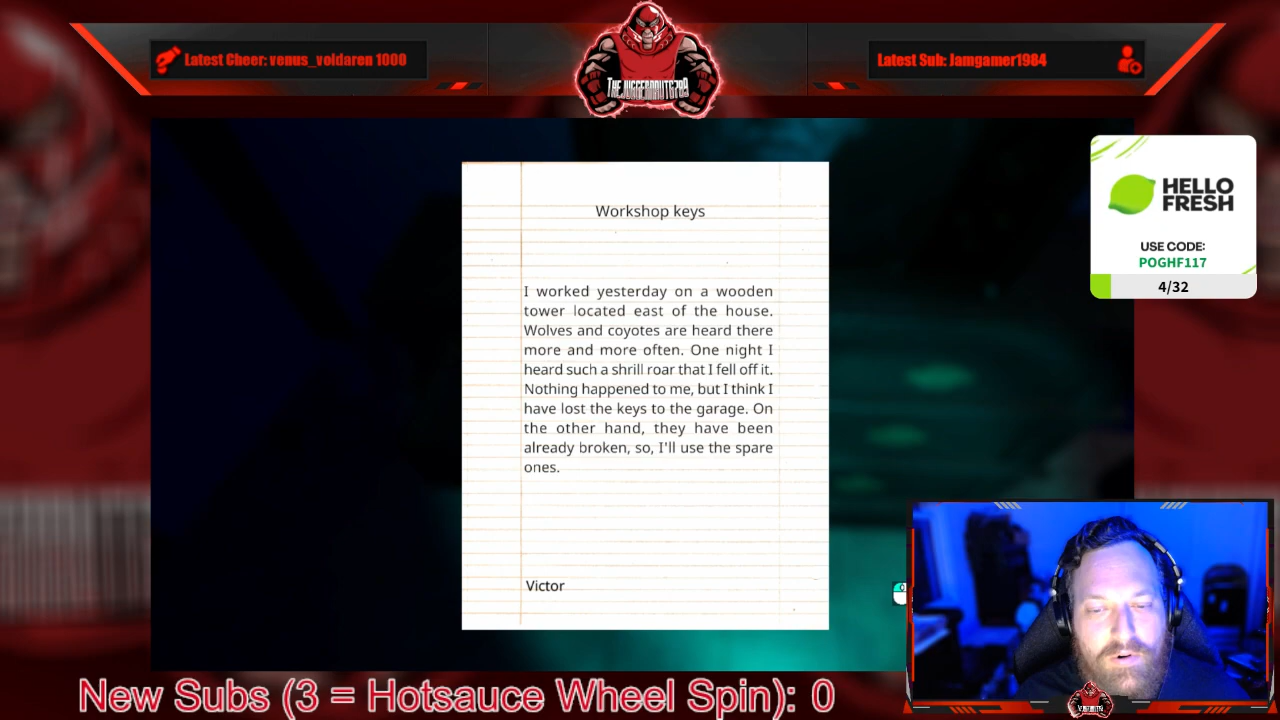 Latest Cheer: venus_voldaren 1000
THEJUGGERNAUT6789
Latest Sub: Jamgamer1984
HELLO
FRESH
USE CODE:
POGHF117
4/32
Workshop keys
I worked yesterday on a wooden
tower located east of the house.
Wolves and coyotes are heard there
more and more often. One night I
heard such a shrill roar that I fell off it.
Nothing happened to me, but I think I
have lost the keys to the garage. On
the other hand, they have been
already broken, so, I'll use the spare
ones.
Victor
New Subs (3 = Hotsauce Wheel Spin): 0